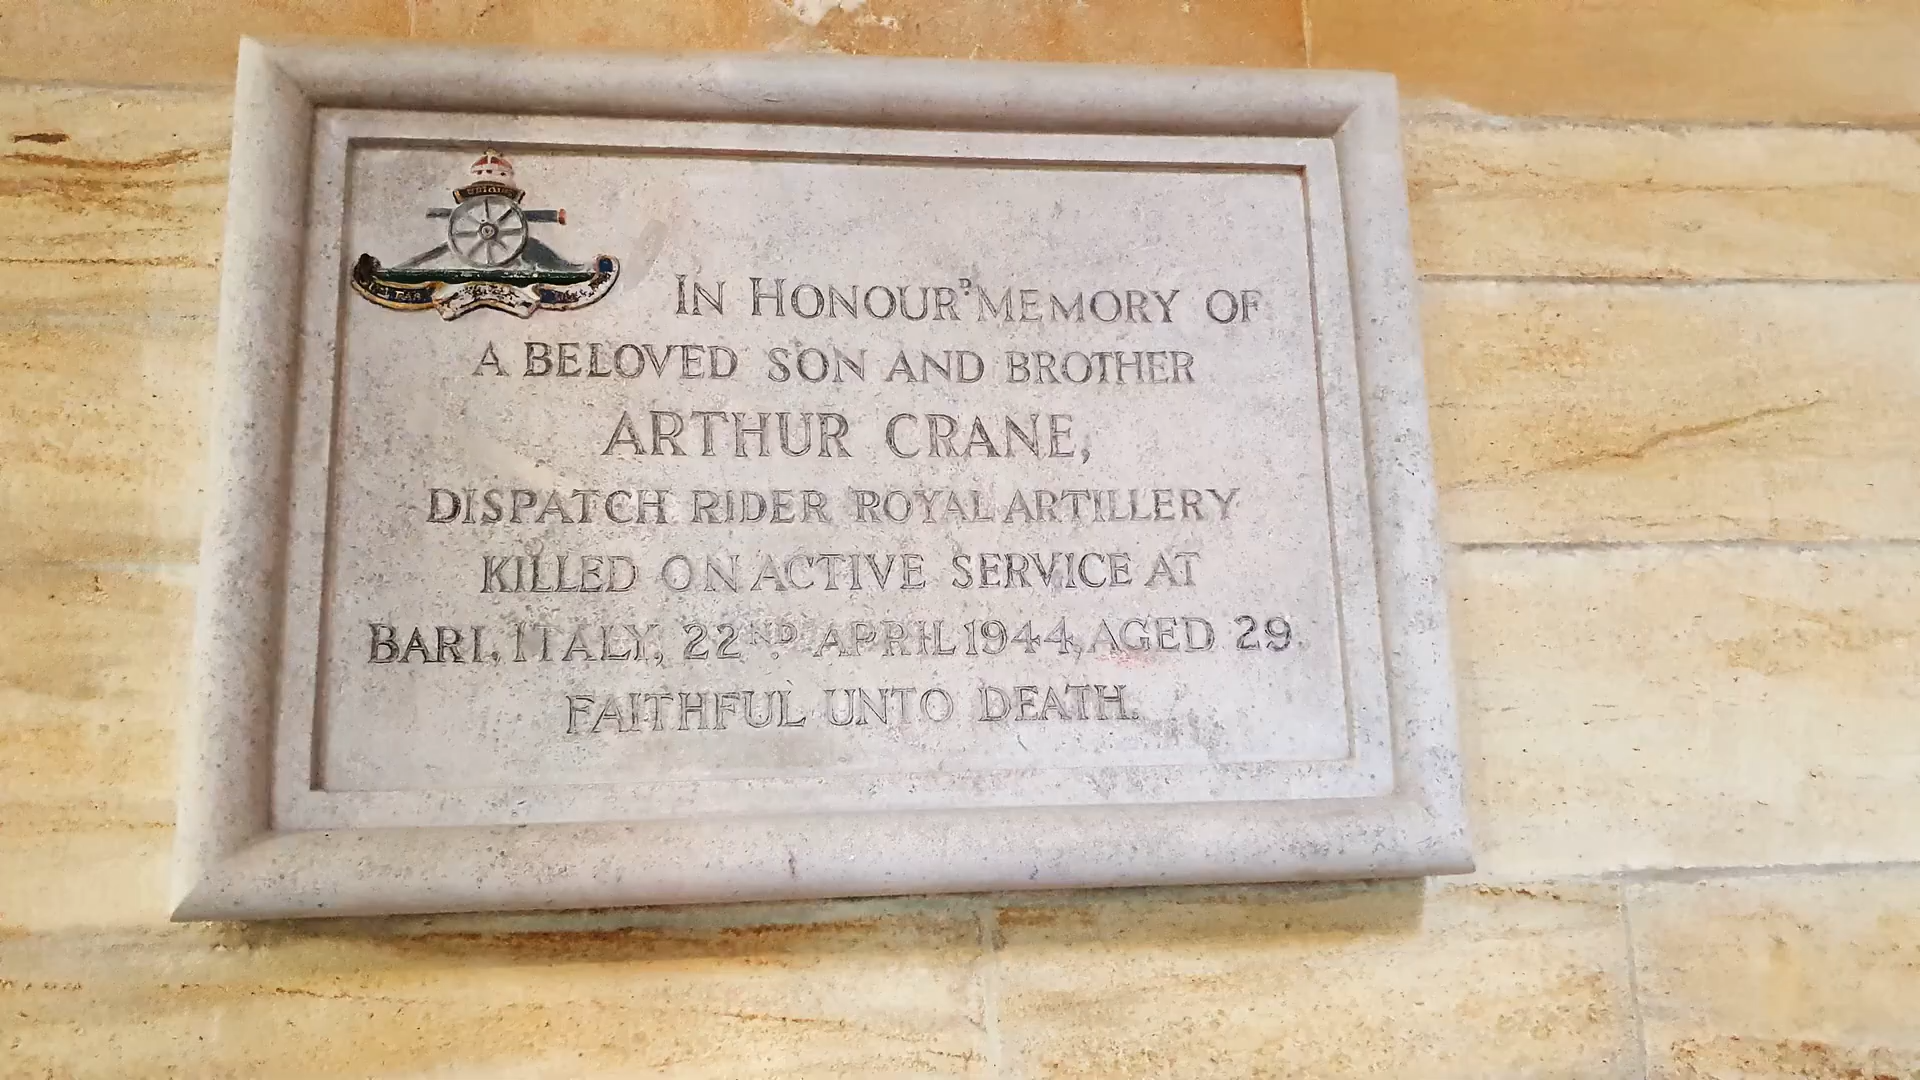 IN HONOURD MEMORY OF
A BELOVED SON AND BROTHER
ARTHUR CRANE,
DISPATCH RIDER ROYAL ARTILLERY
KILLED ON ACTIVE SERVICE AT
BARI, ITALY, 22ND APRIL 1944, AGED 29.
FAITHFUL UNTO DEATH.